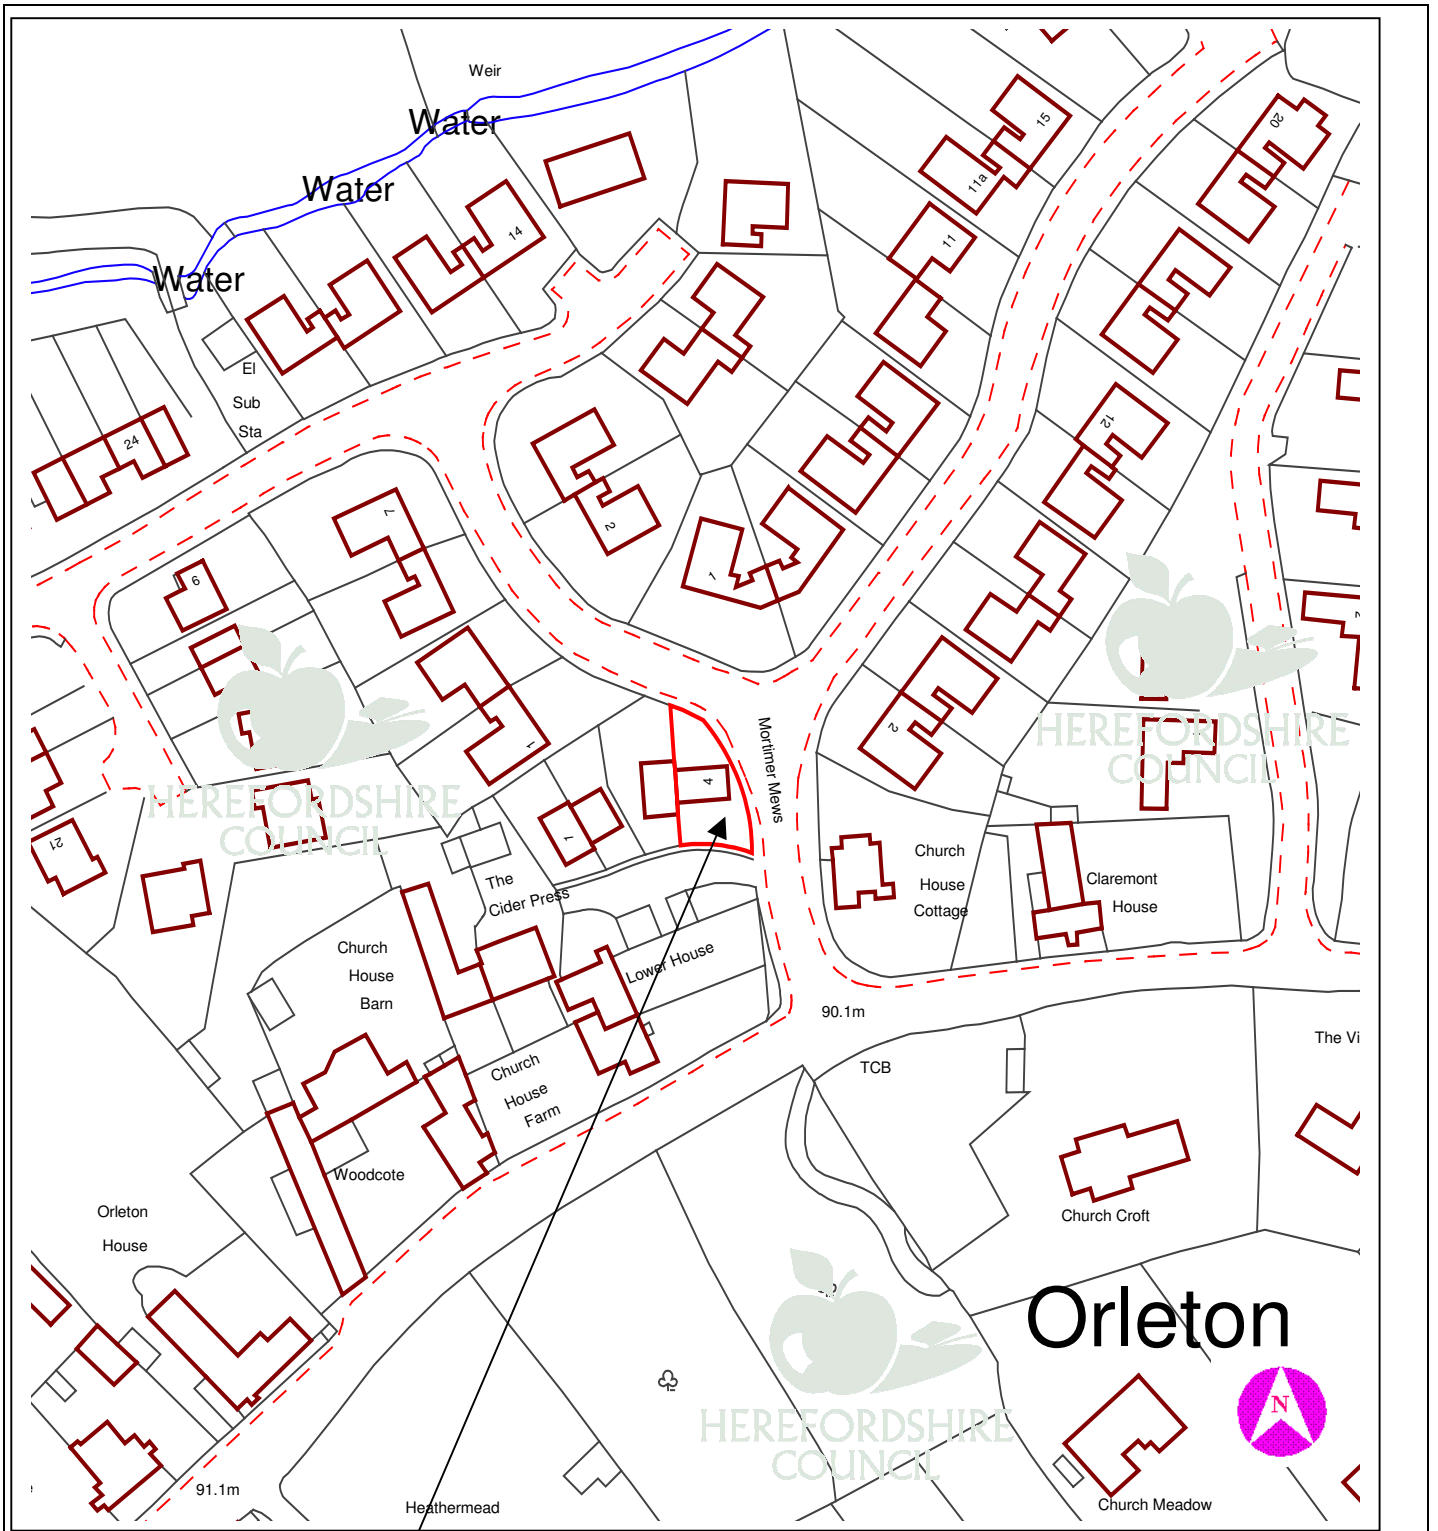 Weir
Water
Water
Water
15
11a
20
14
11
El
Sub
Sta
24
12
7
2
1
9
2
1
4
Mortimer Mews
2
HEREFORDSHIRE
COUNCIL
HEREFORDSHIRE
COUNCIL
21
1
The
Cider Press
Church
House
Cottage
Claremont
House
Church
House
Barn
Lower House
90.1m
The Vi
TCB
Church
House
Farm
Woodcote
Orleton
House
Church Croft
Orleton
N
HEREFORDSHIRE
COUNCIL
91.1m
Heathermead
Church Meadow